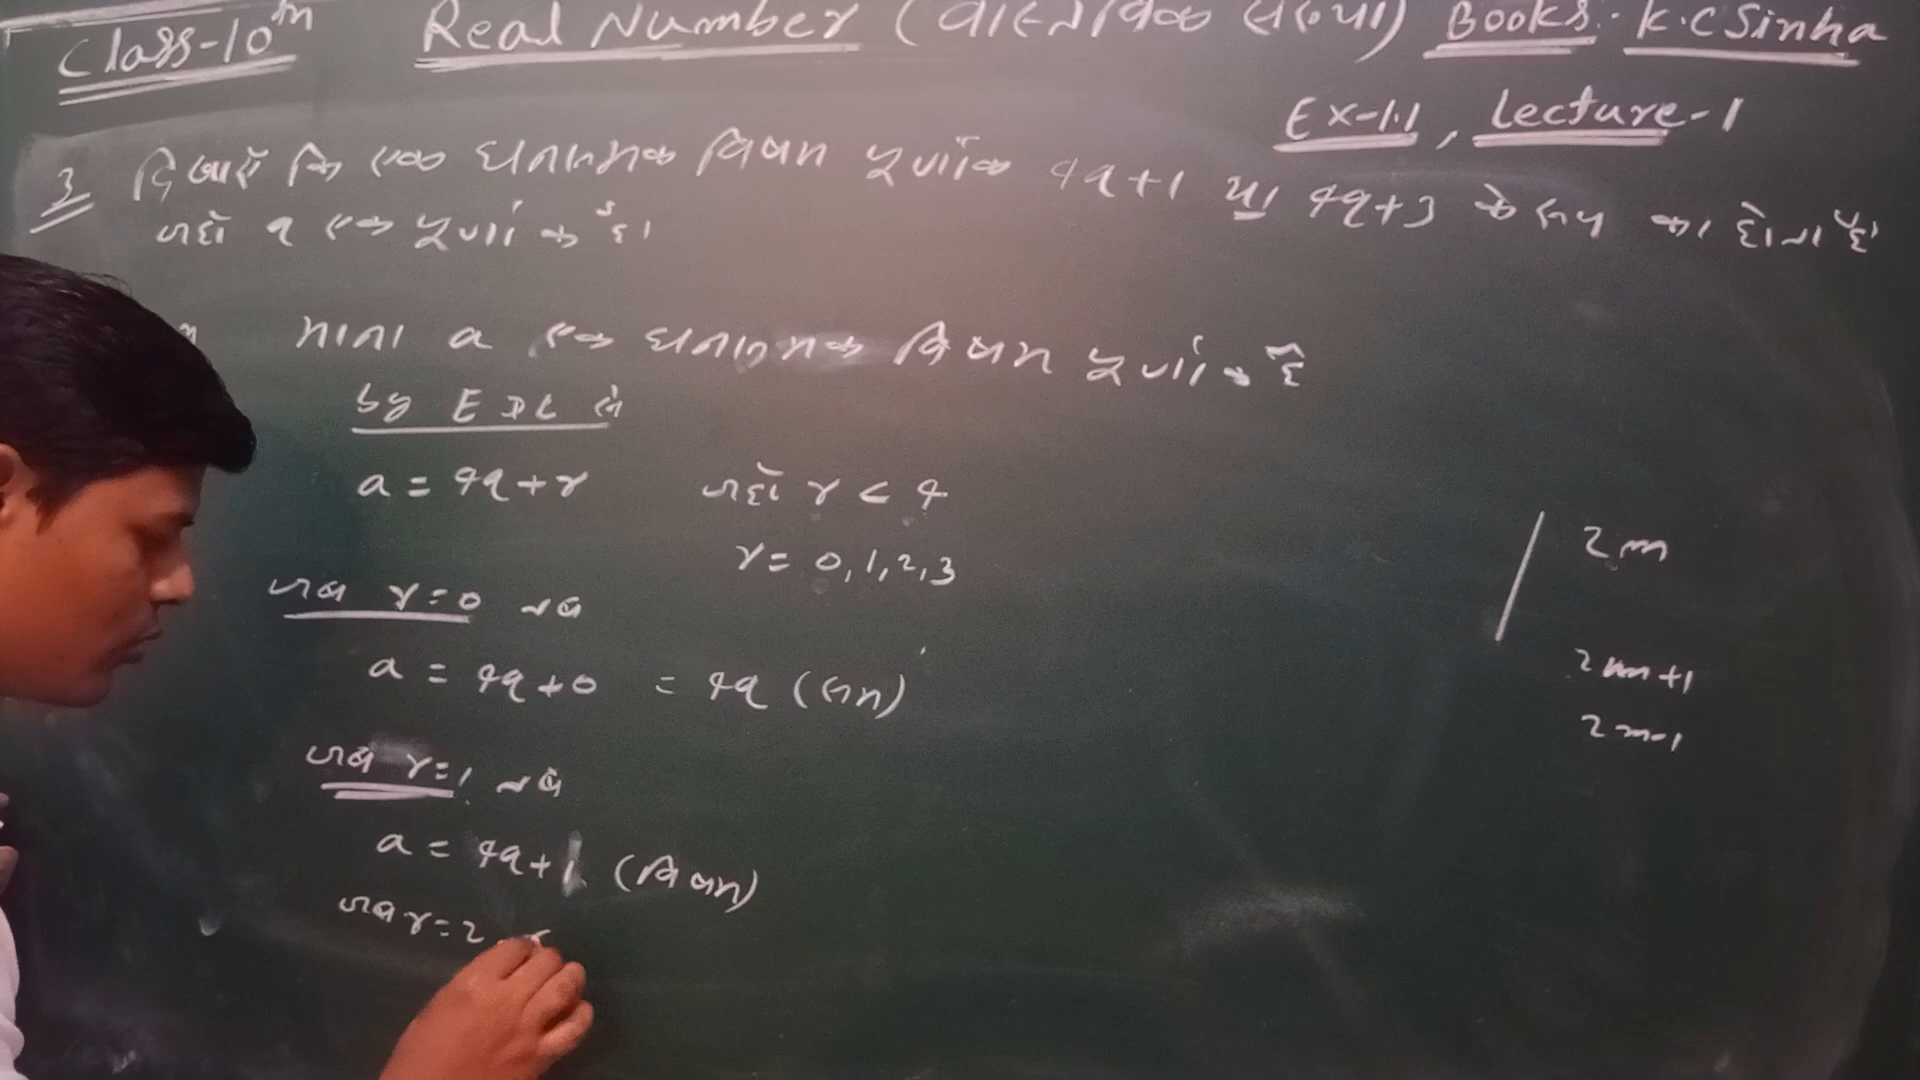 Class-10th Real Number (वास्तविक संख्या) Books: K.C Sinha
Ex-1.1, Lecture-1
3 दिखाएँ कि एक धनात्मक विषम पूर्णांक 4q+1 या 4q+3 के रूप का होता है
जहाँ q एक पूर्णांक है।
माना a एक धनात्मक विषम पूर्णांक है
by EDL से
a = 4q+r जहाँ r < 4
r = 0,1,2,3
जब r=0 तब
a = 4q+0 = 4q (सम)
जब r=1 तब
a = 4q+1 (विषम)
जब r=2
2m
2m+1
2m-1